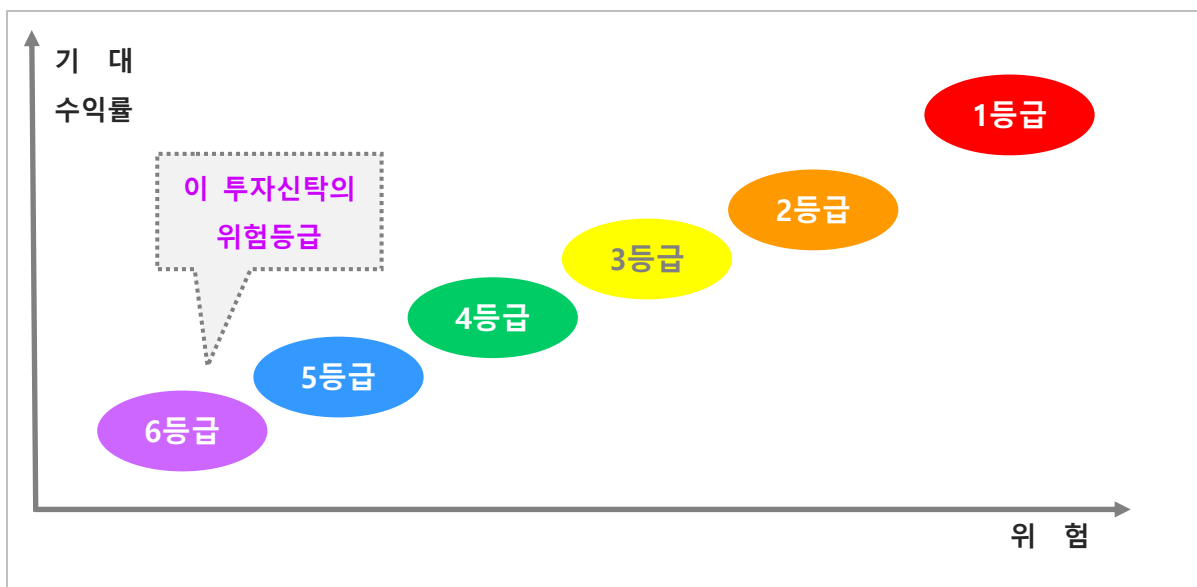 기 대
수익률
1등급
이 투자신탁의
위험등급
2등급
3등급
4등급
5등급
6등급
위 험